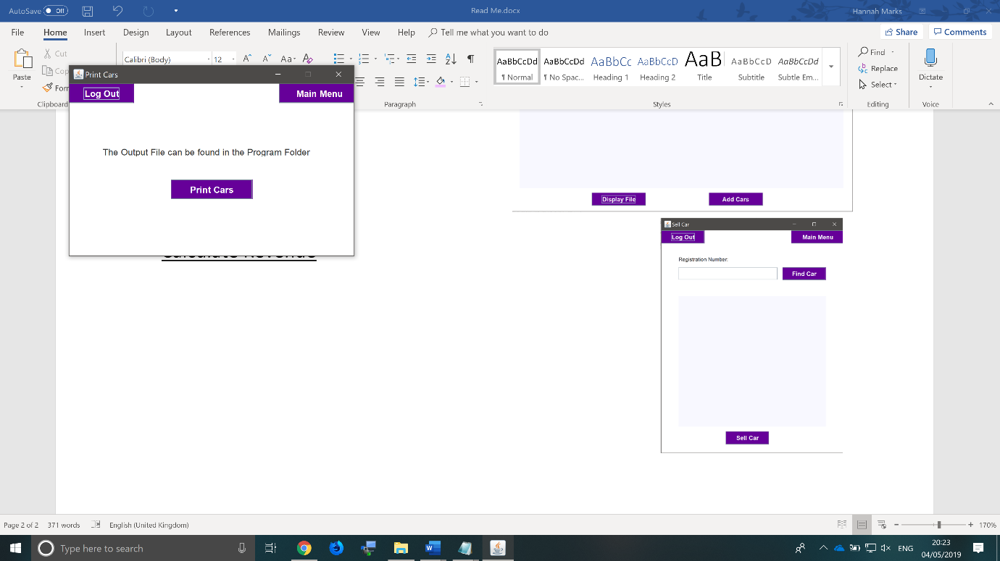 AutoSave Off
Read Me.docx
Hannah Marks
File Home Insert Design Layout References Mailings Review View Help Tell me what you want to do
Share Comments
Paste
Cut
Cop
Form
Clipboard
Calibri (Body) 12
Aa
Paragraph
AaBbCcDd AaBbCcDd AaBbCc AaBbCcD AaB AaBbCcD AaBbCcDd
¶ Normal ¶ No Spac... Heading 1 Heading 2 Title Subtitle Subtle Em...
Styles
Find
Replace
Select
Editing
Dictate
Voice
Print Cars
Log Out Main Menu
The Output File can be found in the Program Folder
Print Cars
Calculate Revenue
Display File Add Cars
Sell Car
Log Out Main Menu
Registration Number:
Find Car
Sell Car
Page 2 of 2 371 words English (United Kingdom)
170%
Type here to search
ENG
20:23
04/05/2019